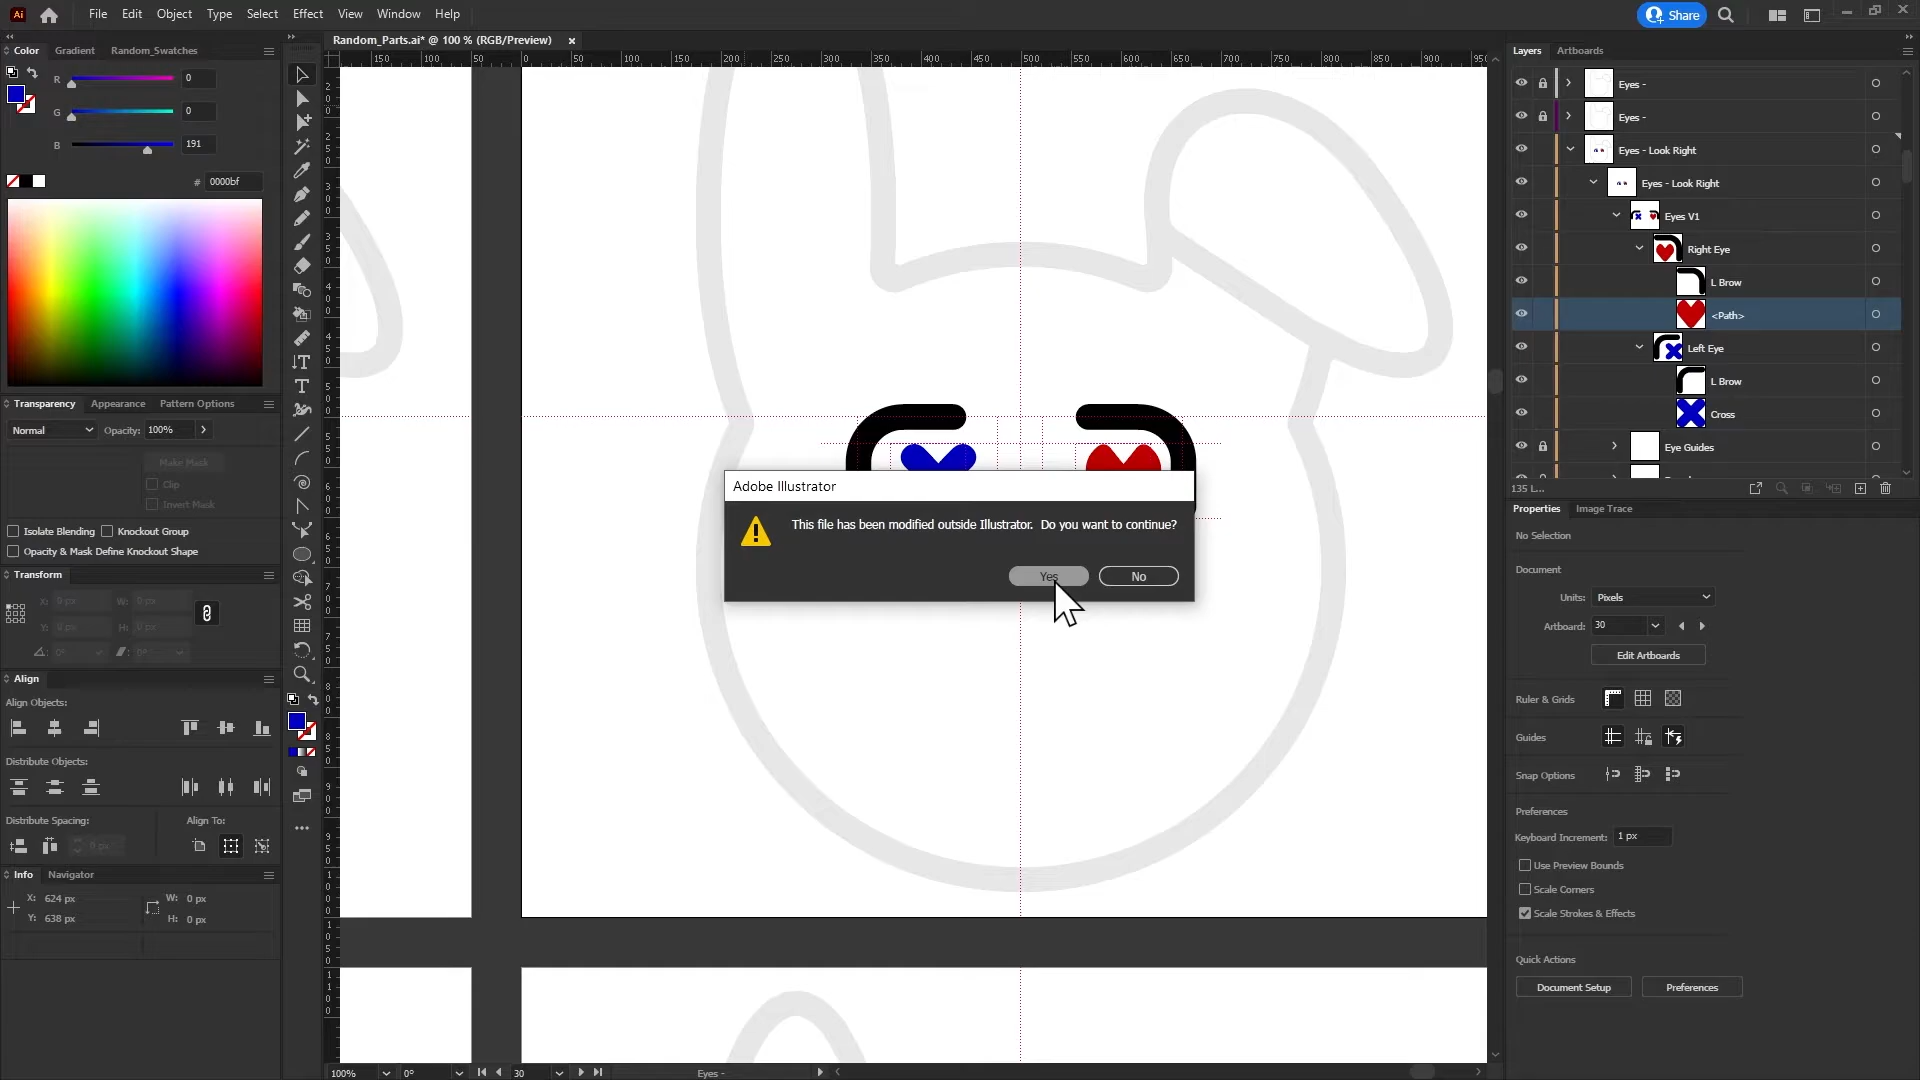 Ai File Edit Object Type Select Effect View Window Help Share
Color Gradient Random_Swatches
Random_Parts.ai* @ 100 % (RGB/Preview)
Layers Artboards
150 100 50 0 50 100 150 200 250 300 350 400 450 500 550 600 650 700 750 800 850 900
R 0
G 0
B 191
# 0000bf
Eyes -
Eyes -
Eyes - Look Right
Eyes - Look Right
Eyes V1
Right Eye
L Brow
<Path>
Left Eye
L Brow
Cross
Eye Guides
135 L...
Transparency Appearance Pattern Options
Normal Opacity: 100%
Make Mask
Clip
Invert Mask
Isolate Blending Knockout Group
Opacity & Mask Define Knockout Shape
Transform
X: 0 px W: 0 px
Y: 0 px H: 0 px
0° 0°
Align
Align Objects:
Distribute Objects:
Distribute Spacing: Align To:
0 px
Info Navigator
X: 624 px W: 0 px
Y: 638 px H: 0 px
Adobe Illustrator
This file has been modified outside Illustrator. Do you want to continue?
Yes No
Properties Image Trace
No Selection
Document
Units: Pixels
Artboard: 30
Edit Artboards
Ruler & Grids
Guides
Snap Options
Preferences
Keyboard Increment: 1 px
Use Preview Bounds
Scale Corners
Scale Strokes & Effects
Quick Actions
Document Setup Preferences
100% 0° 30 Eyes -